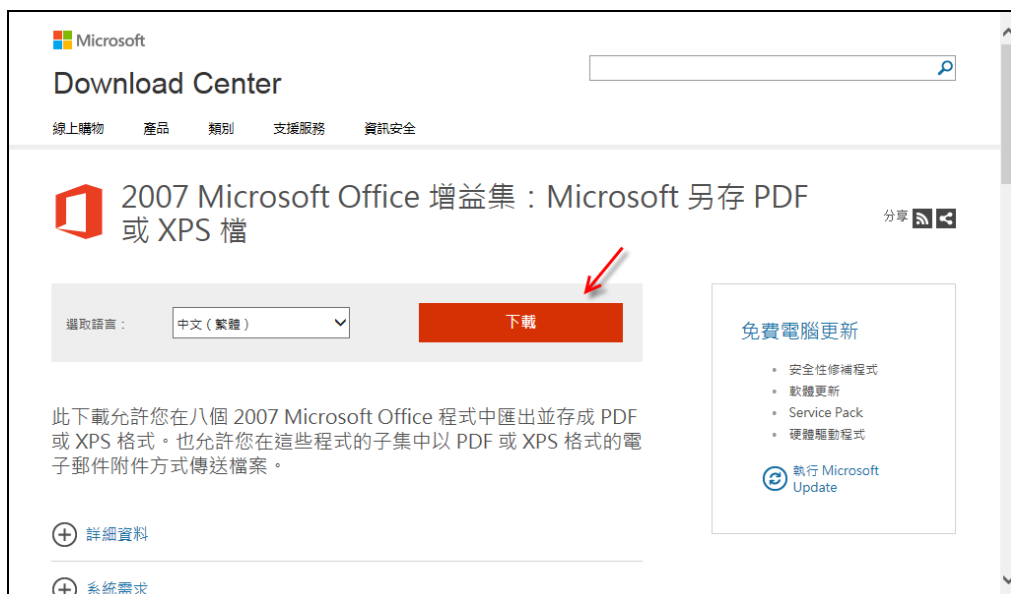 Microsoft
Download Center
線上購物 產品 類別 支援服務 資訊安全
2007 Microsoft Office 增益集：Microsoft 另存 PDF
或 XPS 檔
分享
選取語言：
中文（繁體）
下載
此下載允許您在八個 2007 Microsoft Office 程式中匯出並存成 PDF
或 XPS 格式。也允許您在這些程式的子集中以 PDF 或 XPS 格式的電
子郵件附件方式傳送檔案。
詳細資料
系統需求
免費電腦更新
安全性修補程式
軟體更新
Service Pack
硬體驅動程式
執行 Microsoft
Update